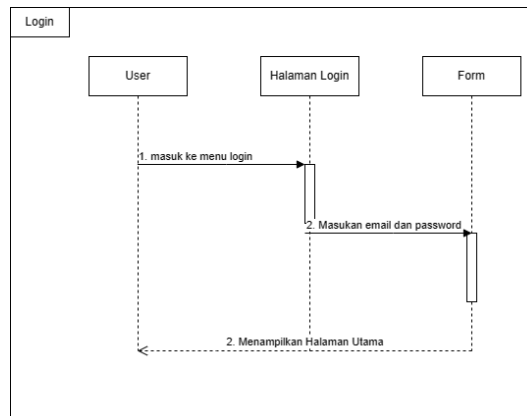 Login
User
Halaman Login
Form
1. masuk ke menu login
2. Masukan email dan password
2. Menampilkan Halaman Utama